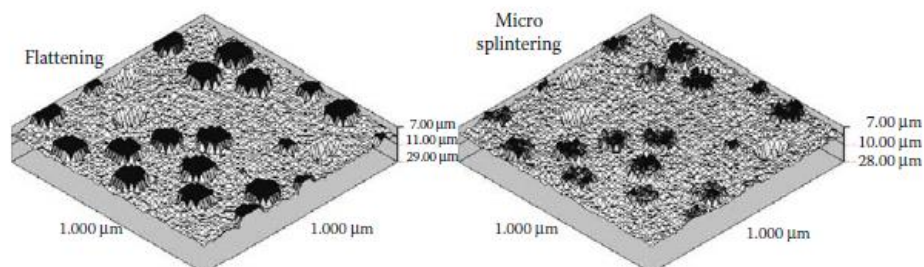 Flattening
7.00 µm
11.00 µm
29.00 µm
1.000 µm
1.000 µm
Micro
splintering
7.00 µm
10.00 µm
28.00 µm
1.000 µm
1.000 µm